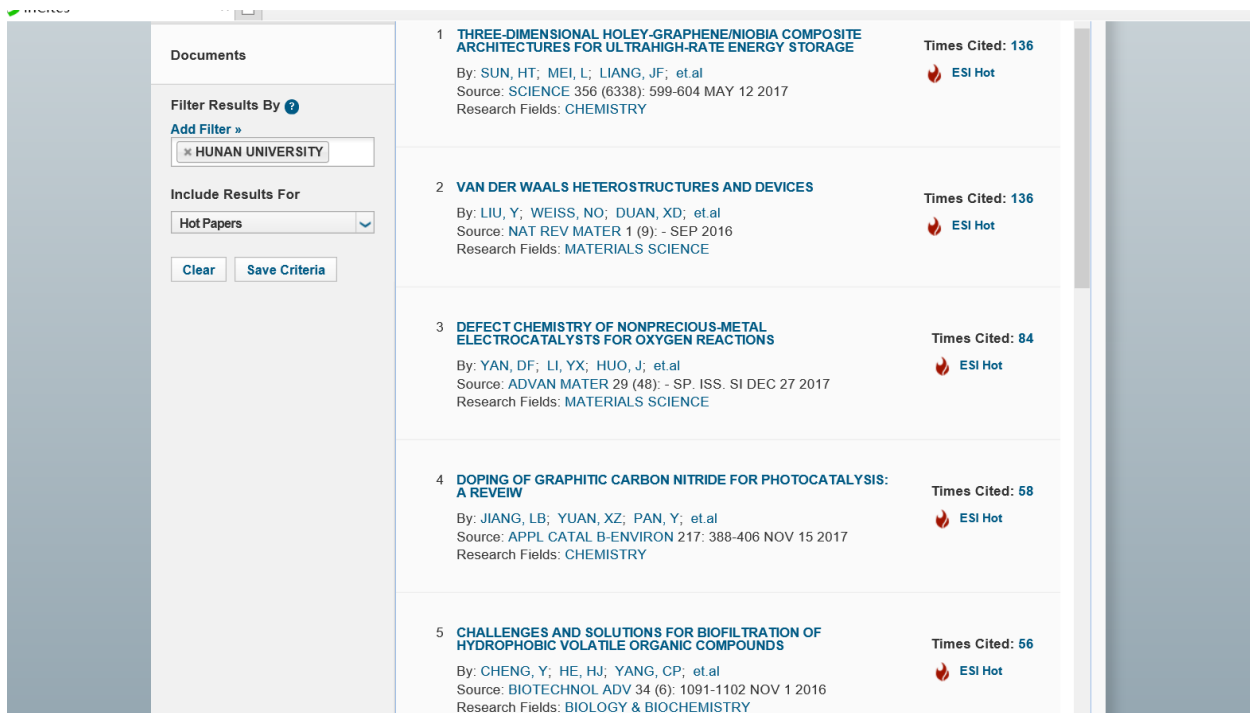 InCites
Documents
Filter Results By ?
Add Filter »
× HUNAN UNIVERSITY
Include Results For
Hot Papers
Clear
Save Criteria
1 THREE-DIMENSIONAL HOLEY-GRAPHENE/NIOBIA COMPOSITE
ARCHITECTURES FOR ULTRAHIGH-RATE ENERGY STORAGE
Times Cited: 136
By: SUN, HT; MEI, L; LIANG, JF; et.al
ESI Hot
Source: SCIENCE 356 (6338): 599-604 MAY 12 2017
Research Fields: CHEMISTRY
2 VAN DER WAALS HETEROSTRUCTURES AND DEVICES
Times Cited: 136
By: LIU, Y; WEISS, NO; DUAN, XD; et.al
ESI Hot
Source: NAT REV MATER 1 (9): - SEP 2016
Research Fields: MATERIALS SCIENCE
3 DEFECT CHEMISTRY OF NONPRECIOUS-METAL
ELECTROCATALYSTS FOR OXYGEN REACTIONS
Times Cited: 84
By: YAN, DF; LI, YX; HUO, J; et.al
ESI Hot
Source: ADVAN MATER 29 (48): - SP. ISS. SI DEC 27 2017
Research Fields: MATERIALS SCIENCE
4 DOPING OF GRAPHITIC CARBON NITRIDE FOR PHOTOCATALYSIS:
A REVEIW
Times Cited: 58
By: JIANG, LB; YUAN, XZ; PAN, Y; et.al
ESI Hot
Source: APPL CATAL B-ENVIRON 217: 388-406 NOV 15 2017
Research Fields: CHEMISTRY
5 CHALLENGES AND SOLUTIONS FOR BIOFILTRATION OF
HYDROPHOBIC VOLATILE ORGANIC COMPOUNDS
Times Cited: 56
By: CHENG, Y; HE, HJ; YANG, CP; et.al
ESI Hot
Source: BIOTECHNOL ADV 34 (6): 1091-1102 NOV 1 2016
Research Fields: BIOLOGY & BIOCHEMISTRY